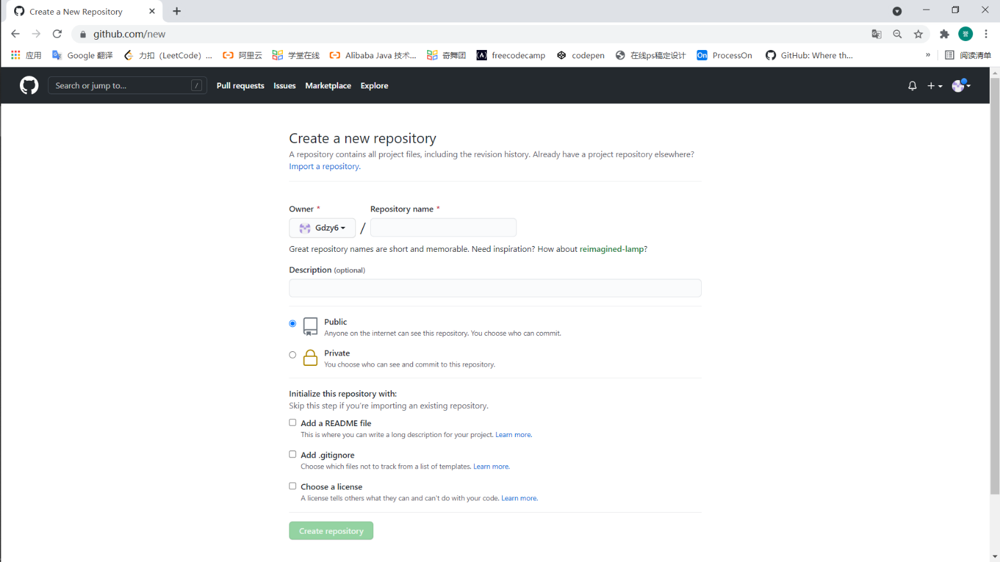 Create a New Repository
github.com/new
应用
Google 翻译
力扣（LeetCode）...
阿里云
学堂在线
Alibaba Java 技术...
奇舞团
freecodecamp
codepen
在线ps稿定设计
On ProcessOn
GitHub: Where th...
»
阅读清单
誉
Search or jump to...
/
Pull requests
Issues
Marketplace
Explore
Create a new repository
A repository contains all project files, including the revision history. Already have a project repository elsewhere?
Import a repository.
Owner *
Repository name *
Gdzy6
/
Great repository names are short and memorable. Need inspiration? How about reimagined-lamp?
Description (optional)
Public
Anyone on the internet can see this repository. You choose who can commit.
Private
You choose who can see and commit to this repository.
Initialize this repository with:
Skip this step if you're importing an existing repository.
Add a README file
This is where you can write a long description for your project. Learn more.
Add .gitignore
Choose which files not to track from a list of templates. Learn more.
Choose a license
A license tells others what they can and can't do with your code. Learn more.
Create repository